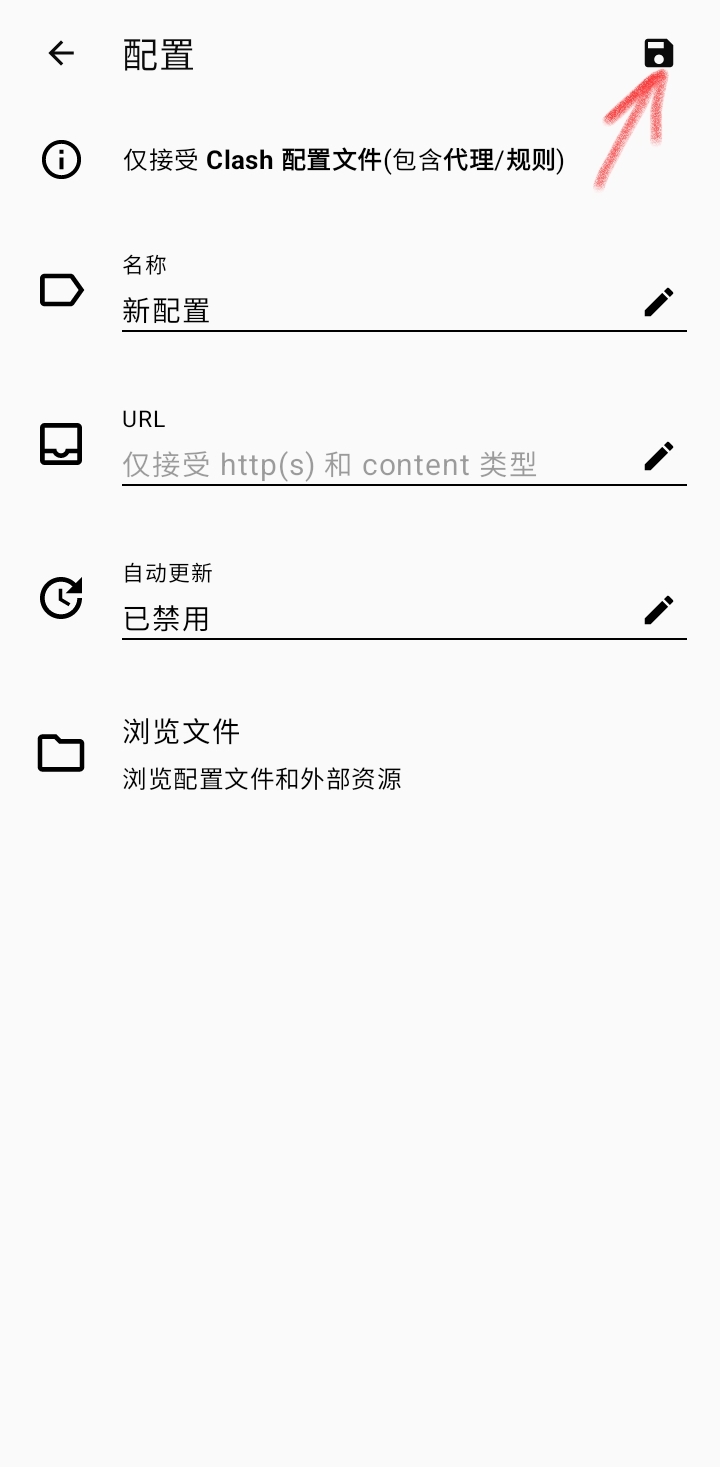 配置
仅接受 Clash 配置文件(包含代理/规则)
名称
新配置
URL
仅接受 http(s) 和 content 类型
自动更新
已禁用
浏览文件
浏览配置文件和外部资源